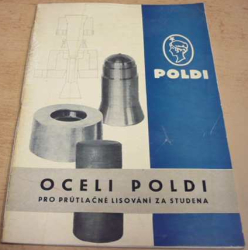 POLDI
OCELI POLDI
PRO PRŮTLAČNÉ LISOVÁNÍ ZA STUDENA